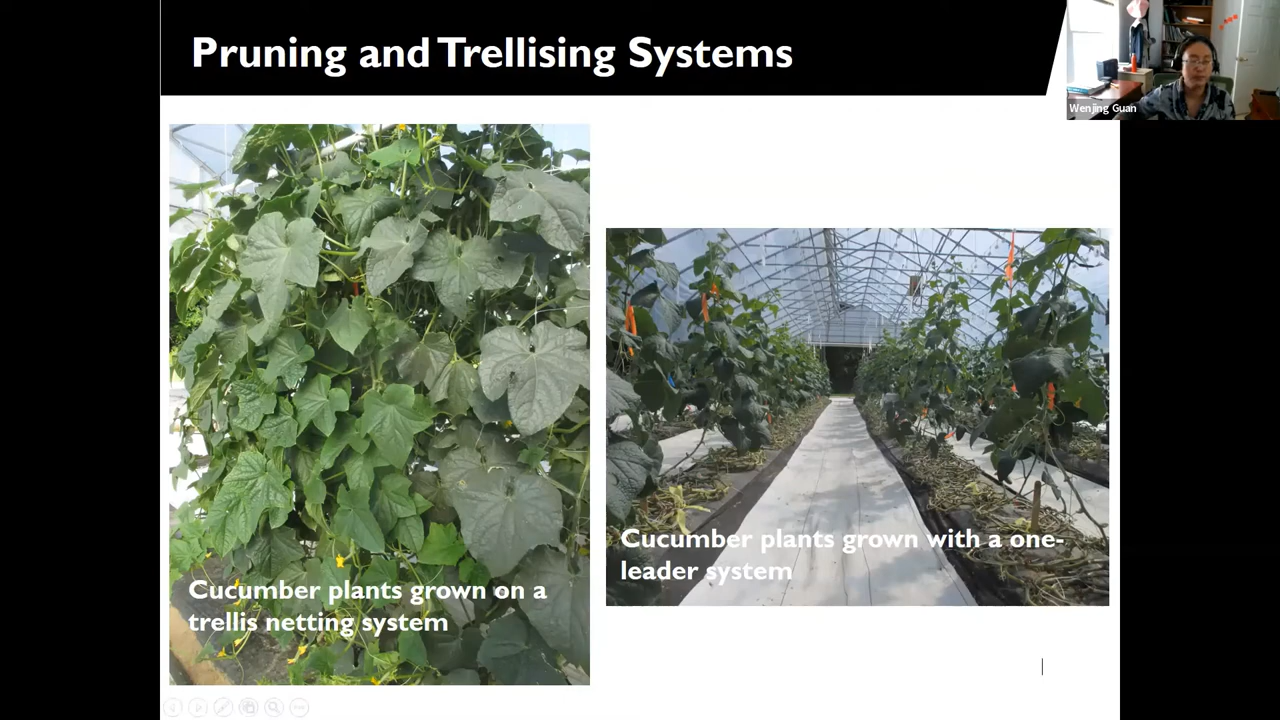 Pruning and Trellising Systems
Wenjing Guan
Cucumber plants grown on a
trellis netting system
Cucumber plants grown with a one-
leader system